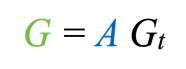 G = A Gₜ